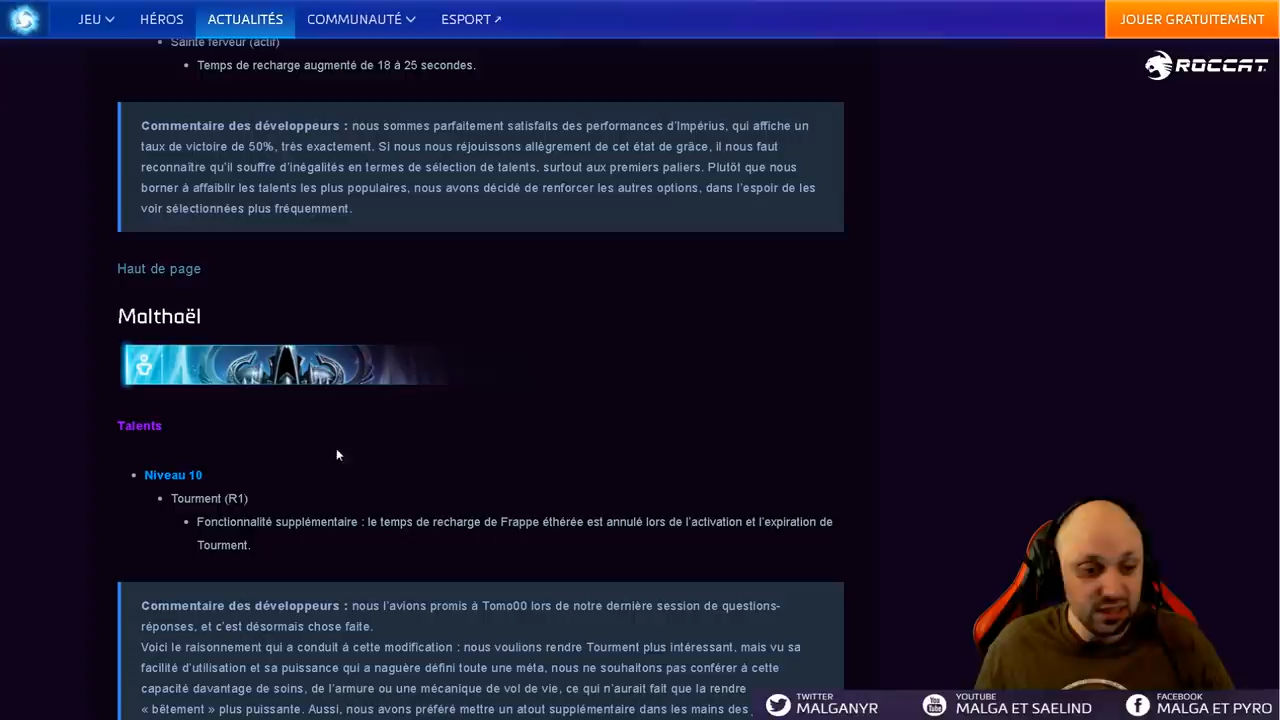 JEU HÉROS ACTUALITÉS COMMUNAUTÉ ESPORT JOUER GRATUITEMENT
Sainte ferveur (actif)
Temps de recharge augmenté de 18 à 25 secondes.
ROCCAT
Commentaire des développeurs : nous sommes parfaitement satisfaits des performances d'Impérius, qui affiche un
taux de victoire de 50%, très exactement. Si nous nous réjouissons allègrement de cet état de grâce, il nous faut
reconnaître qu'il souffre d'inégalités en termes de sélection de talents, surtout aux premiers paliers. Plutôt que nous
borner à affaiblir les talents les plus populaires, nous avons décidé de renforcer les autres options, dans l'espoir de les
voir sélectionnées plus fréquemment.
Haut de page
Malthaël
Talents
Niveau 10
Tourment (R1)
Fonctionnalité supplémentaire : le temps de recharge de Frappe éthérée est annulé lors de l'activation et l'expiration de
Tourment.
Commentaire des développeurs : nous l'avions promis à Tomo00 lors de notre dernière session de questions-
réponses, et c'est désormais chose faite.
Voici le raisonnement qui a conduit à cette modification : nous voulions rendre Tourment plus intéressant, mais vu sa
facilité d'utilisation et sa puissance qui a naguère défini toute une méta, nous ne souhaitons pas conférer à cette
capacité davantage de soins, de l'armure ou une mécanique de vol de vie, ce qui n'aurait fait que la rendre
« bêtement » plus puissante. Aussi, nous avons préféré mettre un atout supplémentaire dans les mains des
TWITTER
MALGANYR
YOUTUBE
MALGA ET SAELIND
FACEBOOK
MALGA ET PYRO